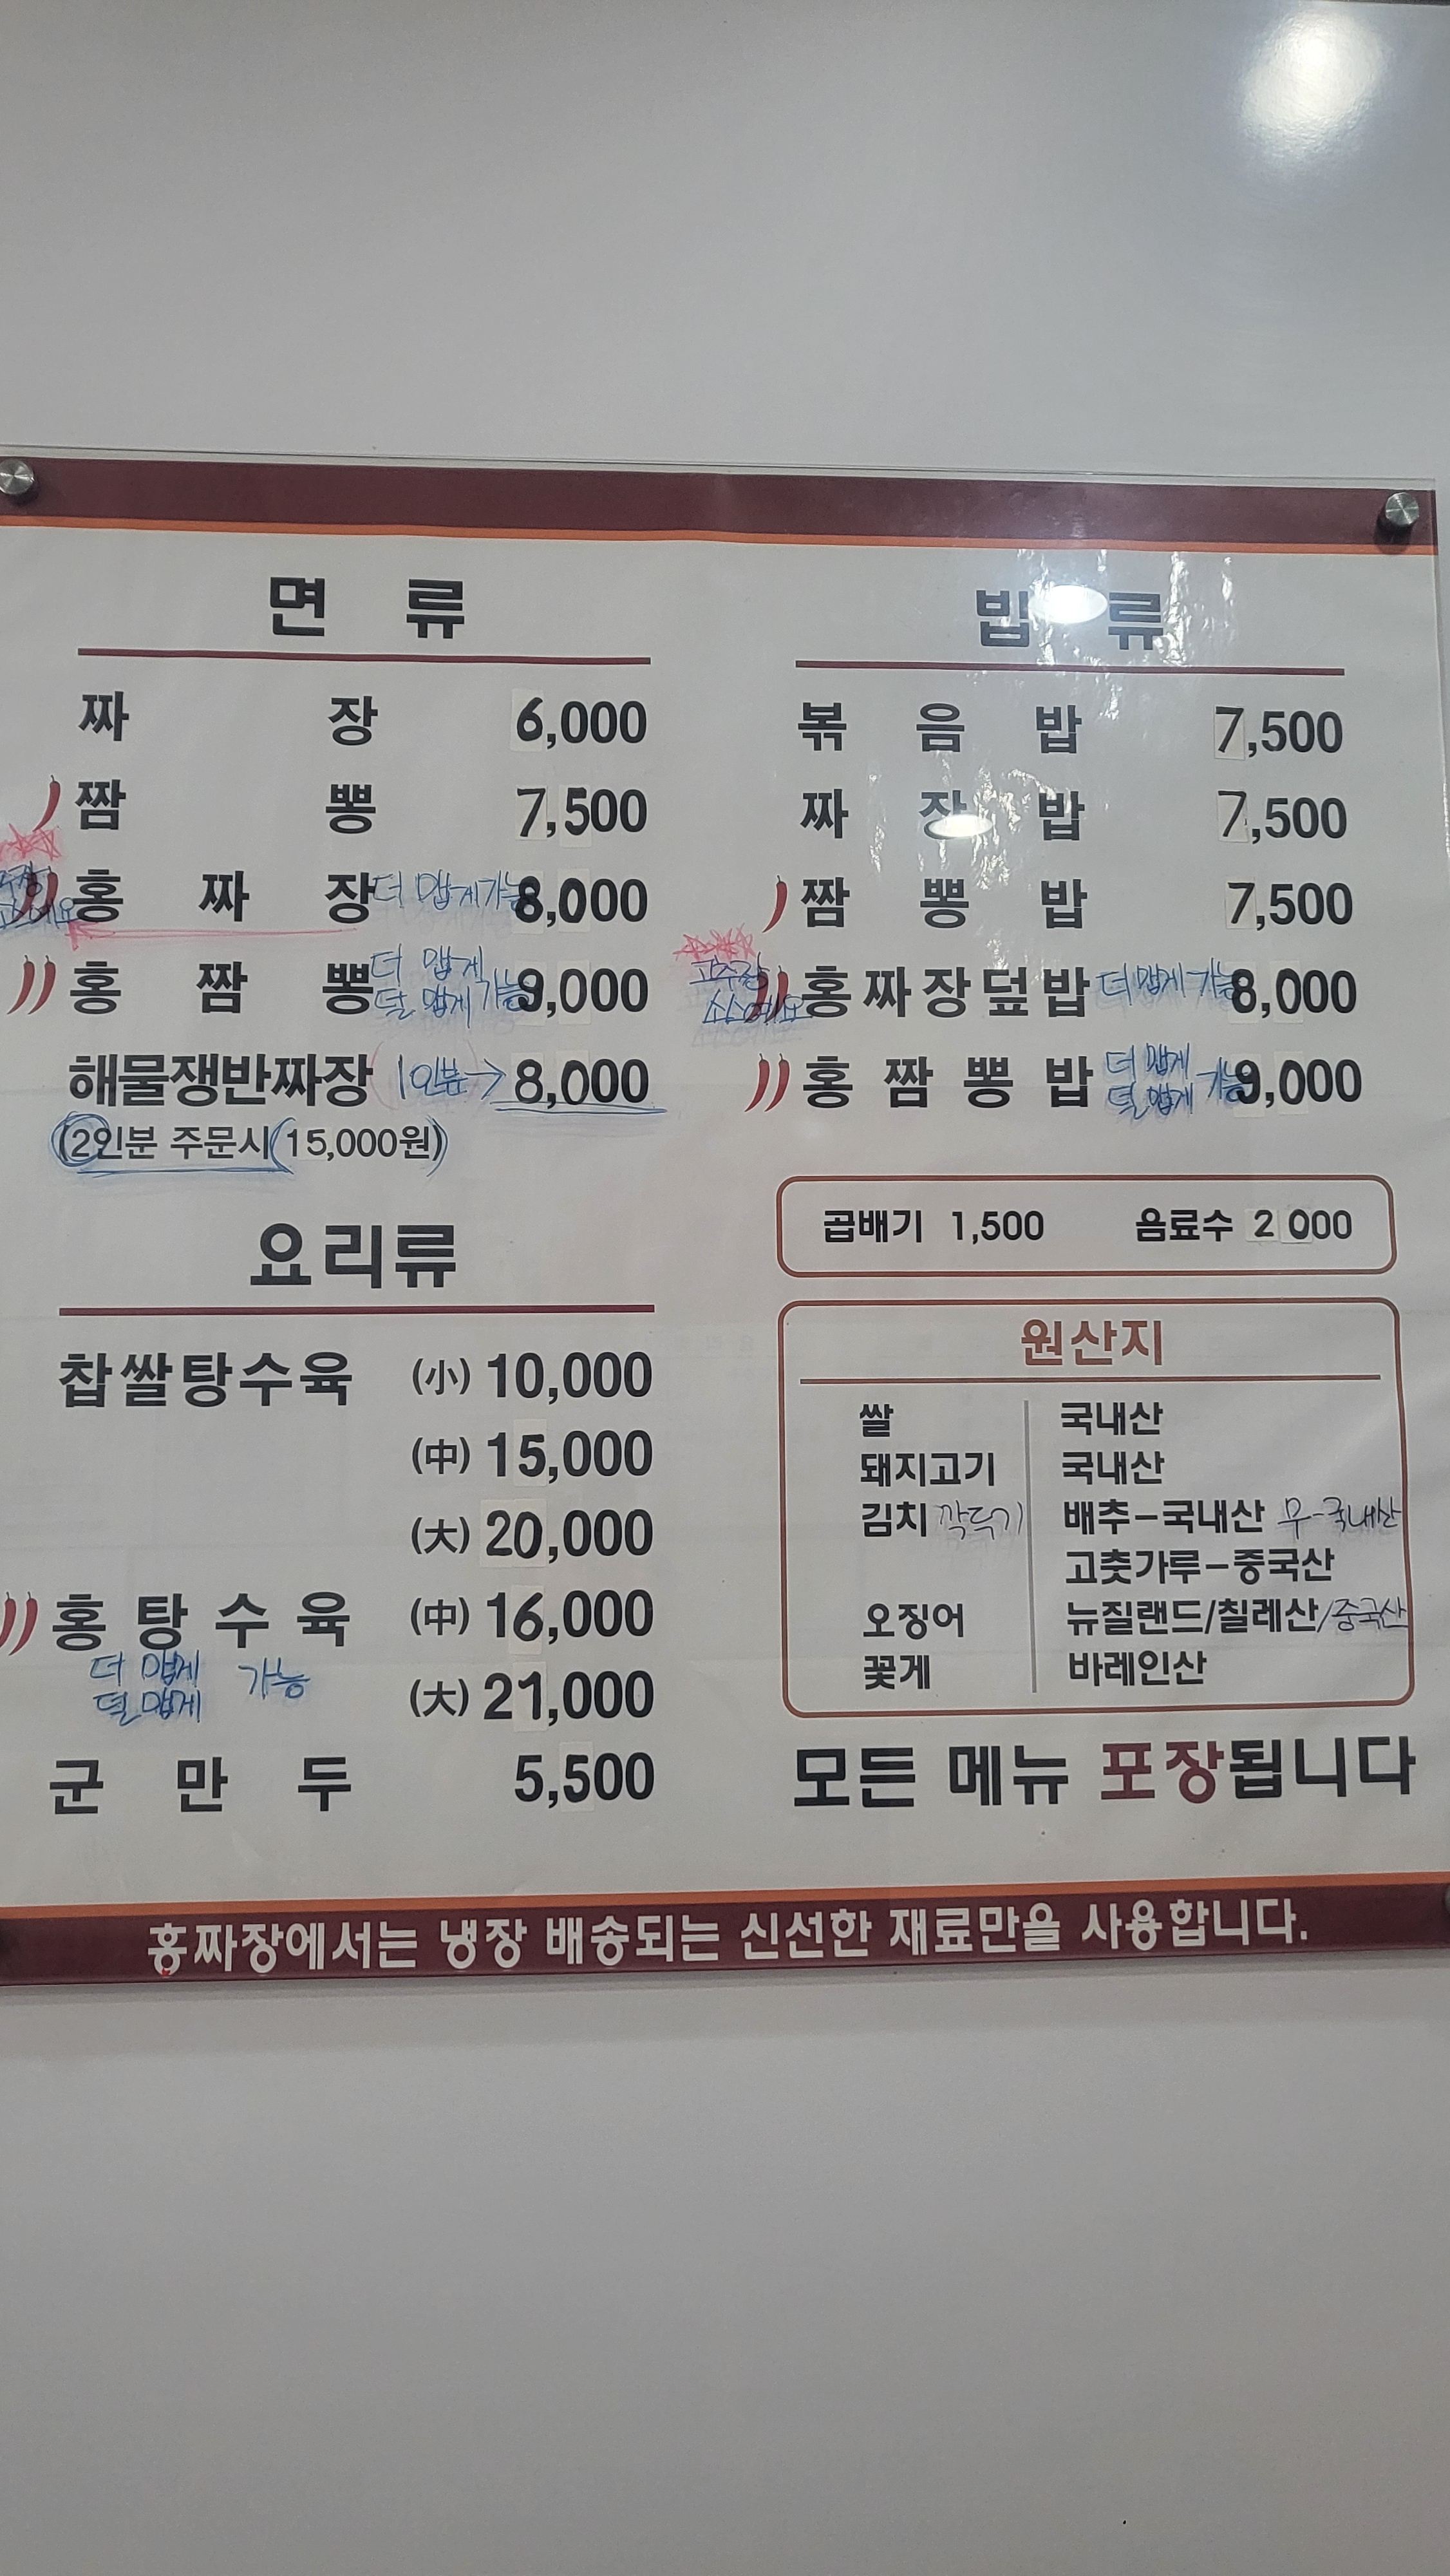 면류
짜장 6,000
짬뽕 7,500
홍짜장 더 맵게 가능 8,000
홍짬뽕 더 맵게 덜 맵게 가능 9,000
해물쟁반짜장 1인분→ 8,000
(2인분 주문시 15,000원)
요리류
찹쌀탕수육 (小) 10,000
(中) 15,000
(大) 20,000
홍탕수육 (中) 16,000
더 맵게 덜 맵게 가능
(大) 21,000
군만두 5,500
밥류
볶음밥 7,500
짜장밥 7,500
짬뽕밥 7,500
홍짜장덮밥 더 맵게 가능 8,000
홍짬뽕밥 더 맵게 덜 맵게 가능 9,000
곱배기 1,500 음료수 2000
원산지
쌀 국내산
돼지고기 국내산
김치 깍두기 배추-국내산 무-국내산
고춧가루-중국산
오징어 뉴질랜드/칠레산/중국산
꽃게 바레인산
모든 메뉴 포장됩니다
홍짜장에서는 냉장 배송되는 신선한 재료만을 사용합니다.